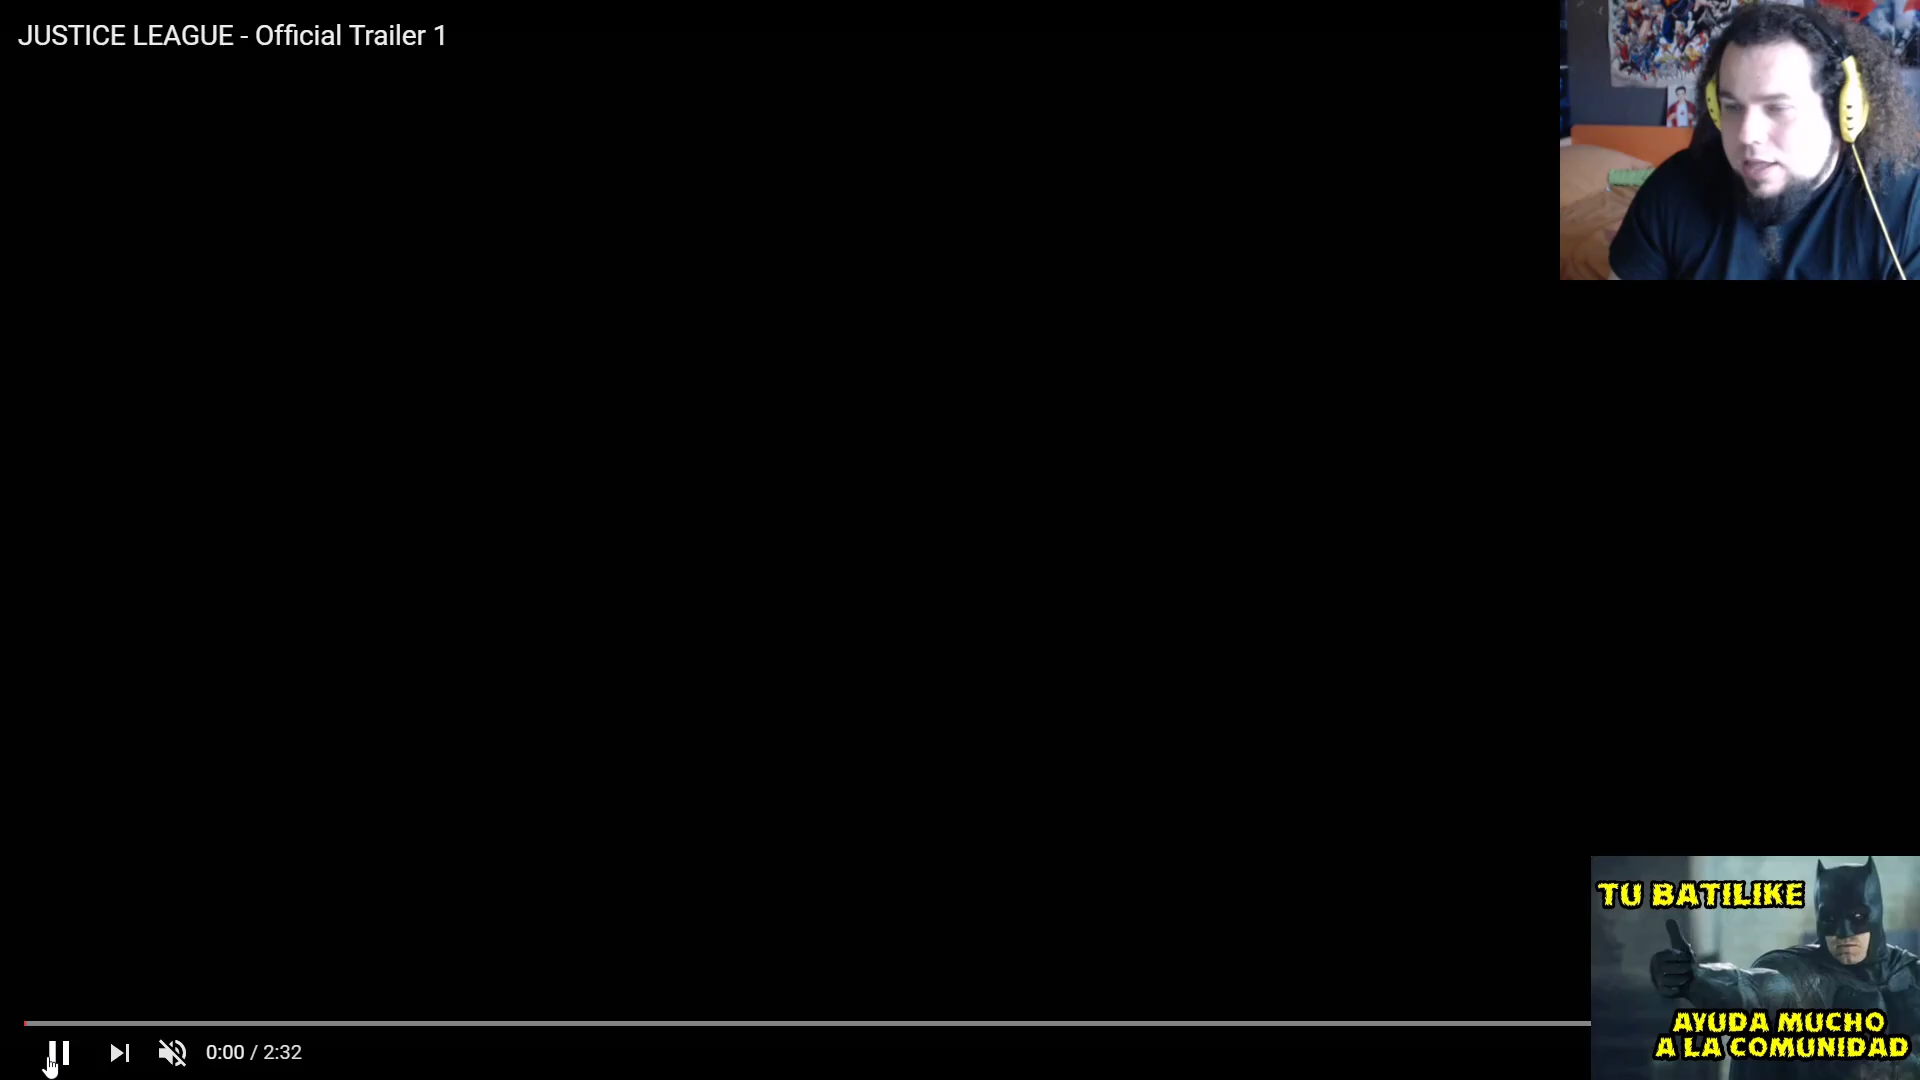 JUSTICE LEAGUE - Official Trailer 1
TU BATILIKE
AYUDA MUCHO
A LA COMUNIDAD
0:00 / 2:32